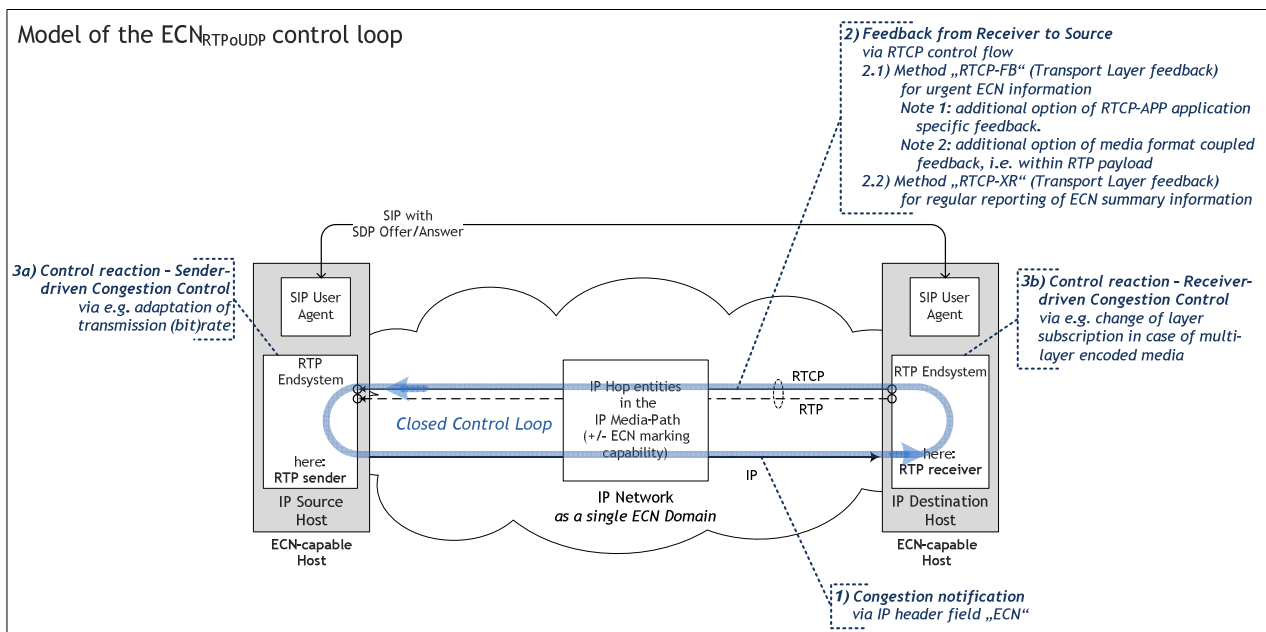 Model of the ECNRTPoUDP control loop
2) Feedback from Receiver to Source
via RTCP control flow
2.1) Method „RTCP-FB“ (Transport Layer feedback)
for urgent ECN information
Note 1: additional option of RTCP-APP application
specific feedback.
Note 2: additional option of media format coupled
feedback, i.e. within RTP payload
2.2) Method „RTCP-XR“ (Transport Layer feedback)
for regular reporting of ECN summary information
SIP with
SDP Offer/Answer
3a) Control reaction – Sender-
driven Congestion Control
via e.g. adaptation of
transmission (bit)rate
SIP User
Agent
SIP User
Agent
3b) Control reaction – Receiver-
driven Congestion Control
via e.g. change of layer
subscription in case of multi-
layer encoded media
RTP
Endsystem
IP Hop entities
in the
IP Media-Path
(+/- ECN marking
capability)
RTCP
RTP
RTP Endsystem
Closed Control Loop
here:
RTP sender
IP
here:
RTP receiver
IP Source
Host
IP Network
as a single ECN Domain
IP Destination
Host
ECN-capable
Host
ECN-capable
Host
1) Congestion notification
via IP header field „ECN“